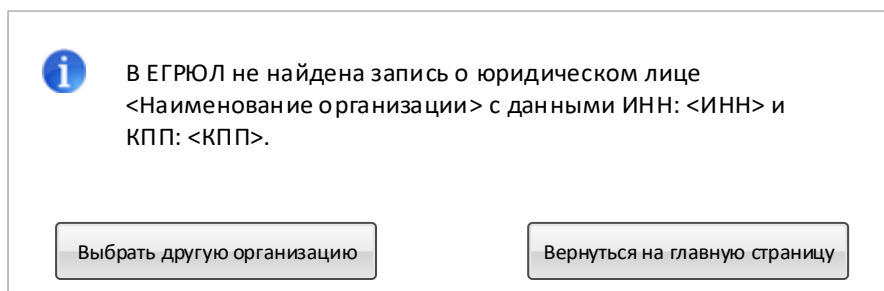 В ЕГРЮЛ не найдена запись о юридическом лице
<Наименование организации> с данными ИНН: <ИНН> и
КПП: <КПП>.
Выбрать другую организацию
Вернуться на главную страницу